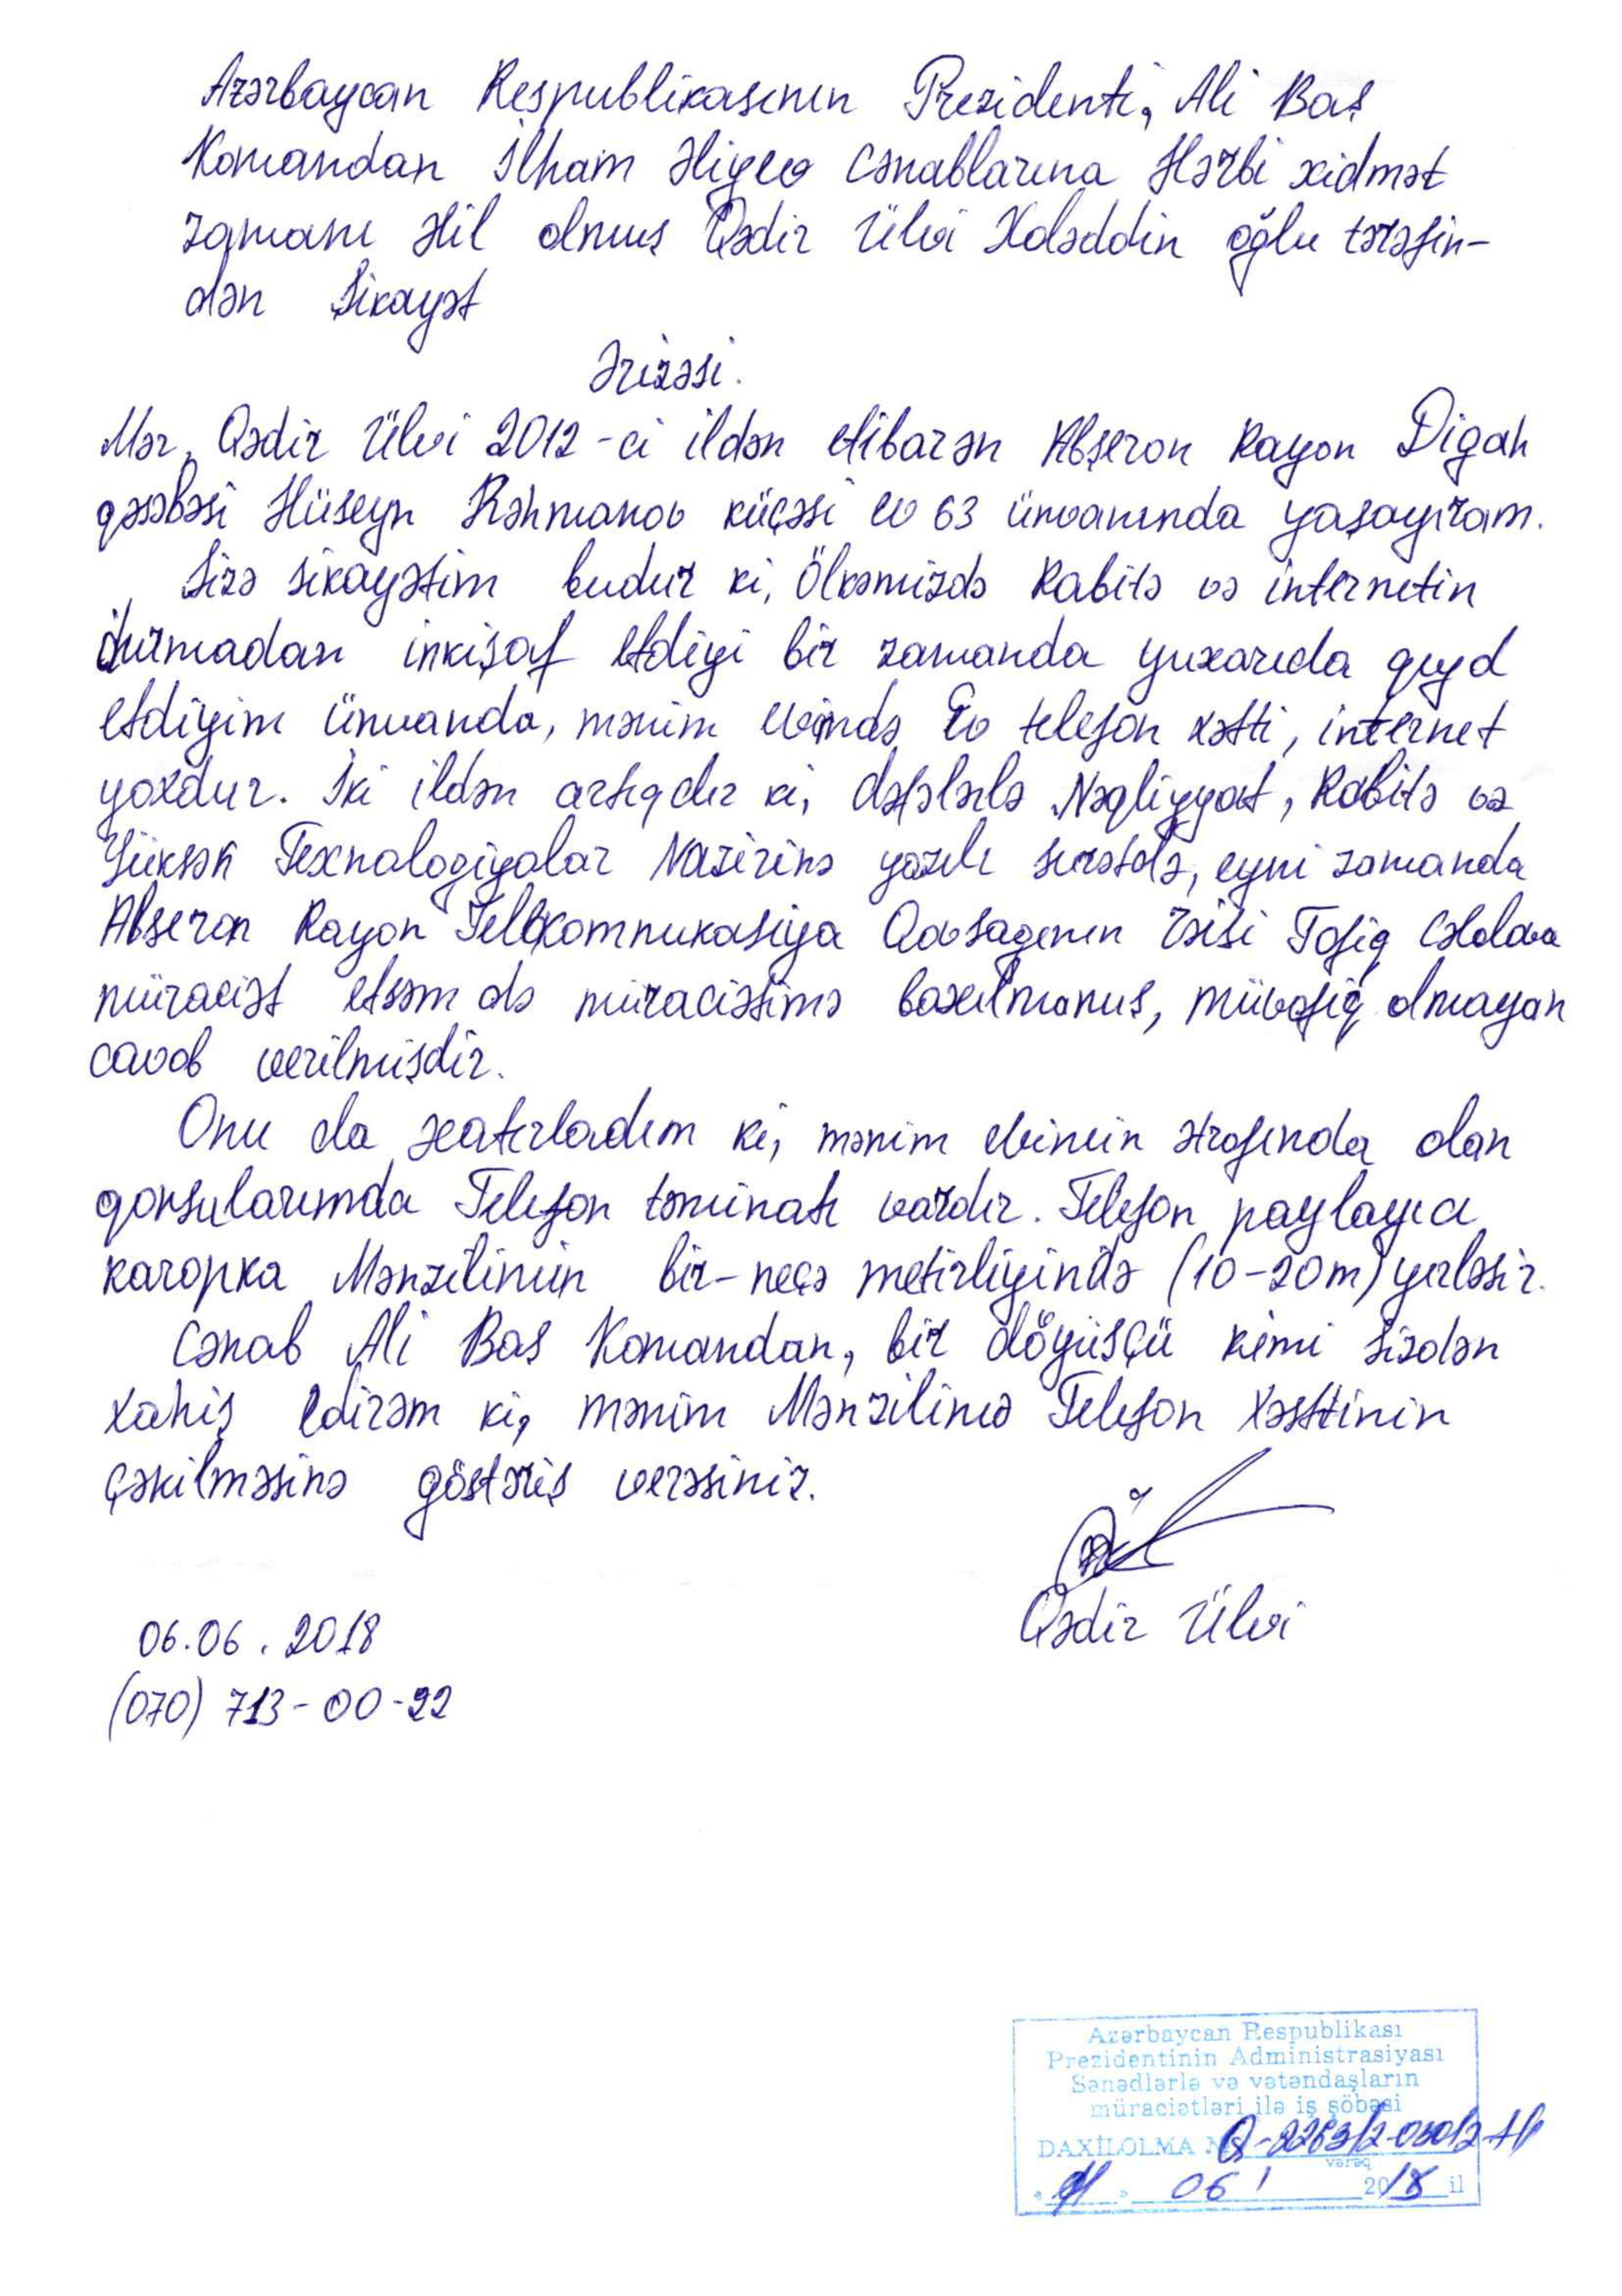 Azərbaycan Respublikasının Prezidenti, Ali Baş
Komandan İlham Əliyev Cənablarına Hərbi xidmət
zamanı Əlil olmuş Qədir Ülvi Xələddin oğlu tərəfin-
dən Şikayət
Ərizəsi.
Mən, Qədir Ülvi 2012-ci ildən etibarən Abşeron Rayon Digah
qəsəbəsi Hüseyn Rəhmanov küçəsi ev 63 ünvanında yaşayıram.
Sizə şikayətim budur ki, Ölkəmizdə Rabitə və internetin
durmadan inkişaf etdiyi bir zamanda yuxarıda qeyd
etdiyim ünvanda, mənim evimdə Ev telefon xətti, internet
yoxdur. İki ildən artıqdır ki, dəfələrlə Nəqliyyat, Rabitə və
Yüksək Texnologiyalar Nazirinə yazılı surətdə, eyni zamanda
Abşeron Rayon Telekomnukasiya Qovşağının rəisi Tofiq
müraciət etsəm də müraciətimə baxılmamış, müvafiq olmayan
cavab verilmişdir.
Onu da xatırladım ki, mənim evimin ətrafında olan
qonşularımda Telefon təminatı vardır. Telefon paylayıcı
karopka Mənzilimin bir-neçə metirliyində (10-20m) yerləşir.
Cənab Ali Baş Komandan, bir döyüşçü kimi Sizdən
xahiş edirəm ki, mənim Mənzilimə Telefon Xəttinin
çəkilməsinə göstəriş verəsiniz.
Qədir Ülvi
06.06.2018
(070) 713-00-22
Azərbaycan Respublikası
Prezidentinin Administrasiyası
Sənədlərlə və vətəndaşların
müraciətləri ilə iş şöbəsi
DAXİLOLMA №
vərəq
06 2018 il